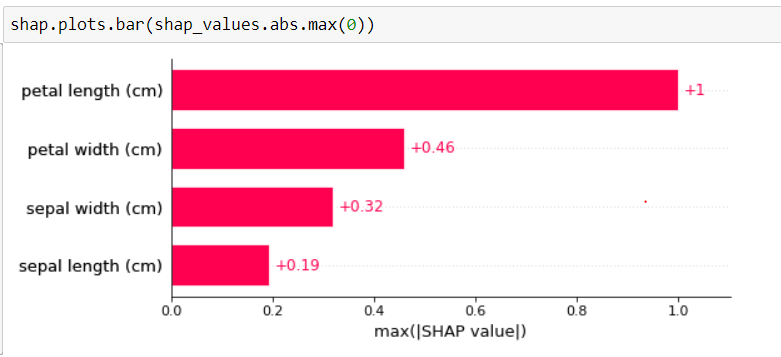 shap.plots.bar(shap_values.abs.max(0))
petal length (cm)
+1
petal width (cm)
+0.46
sepal width (cm)
+0.32
sepal length (cm)
+0.19
0.0 0.2 0.4 0.6 0.8 1.0
max(|SHAP value|)